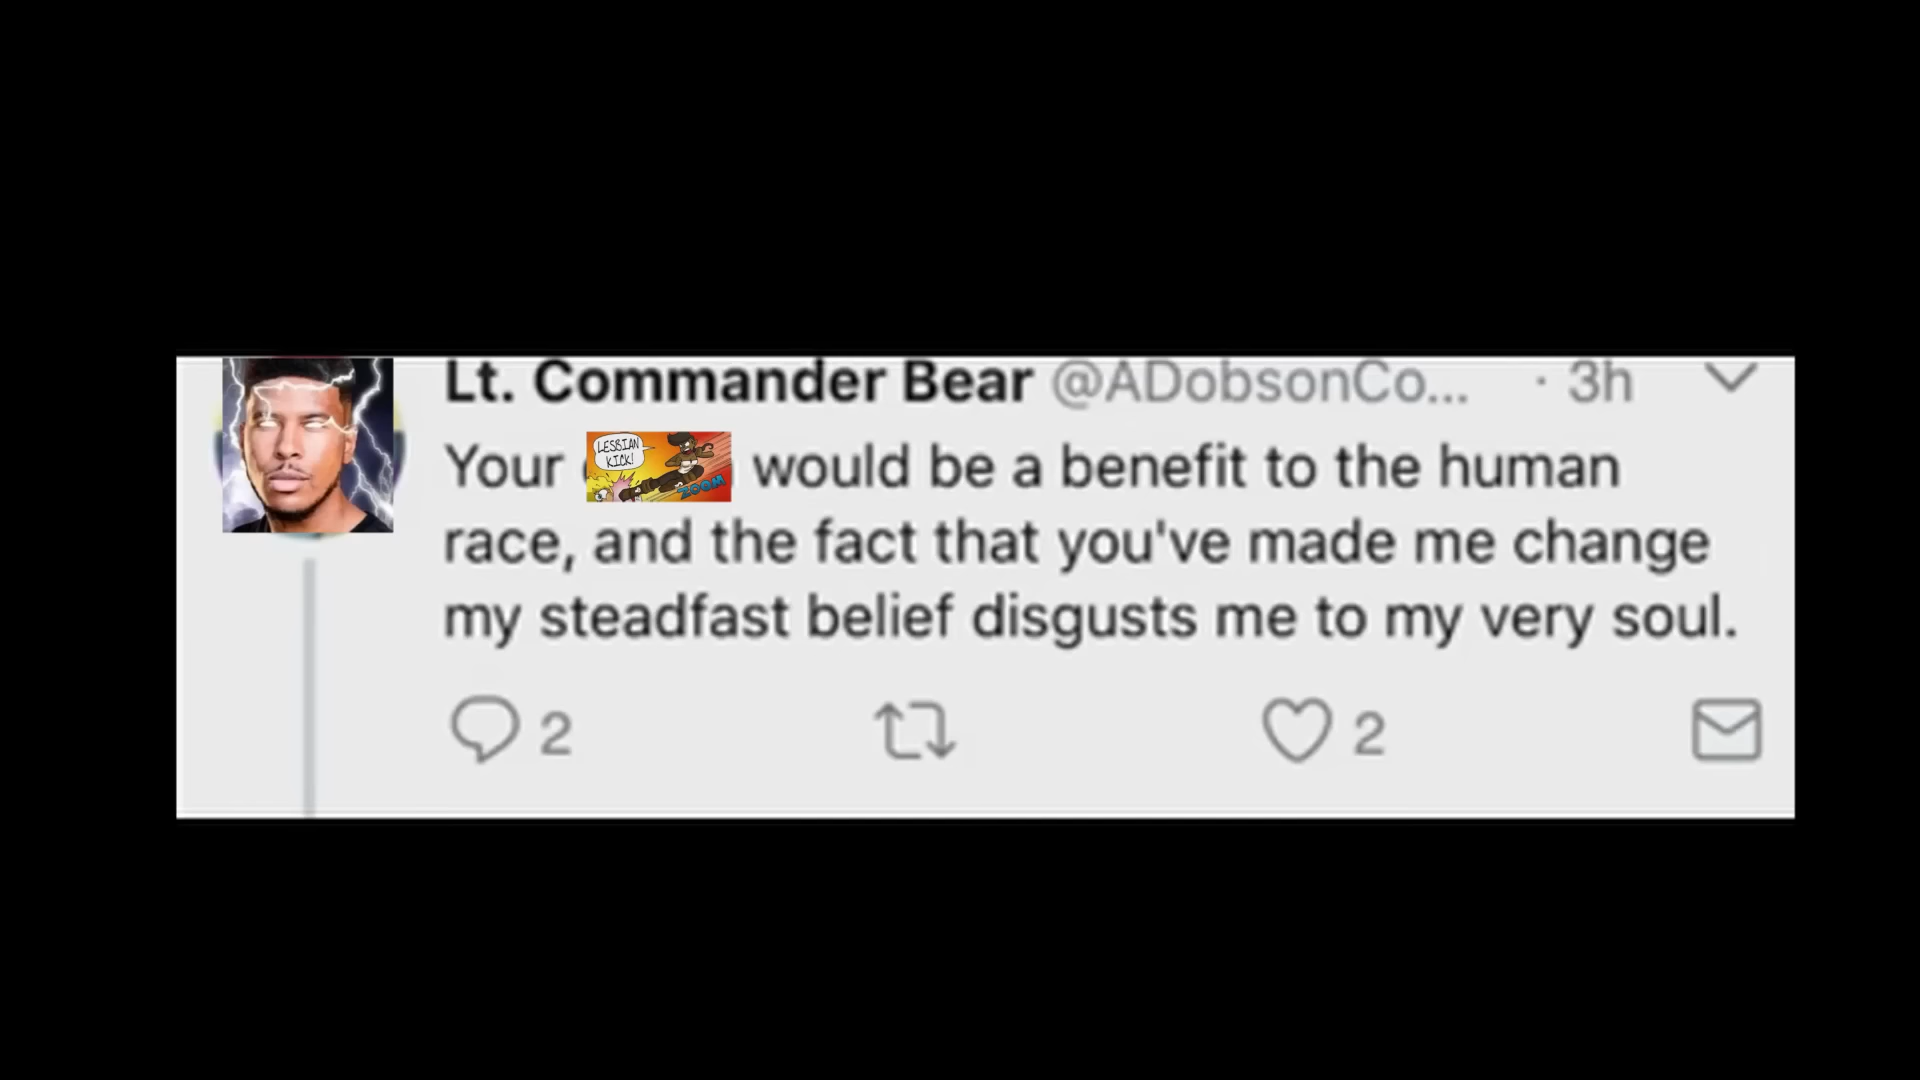 Lt. Commander Bear @ADobsonCo... · 3h
Your LESBIAN KICK! ZOOM would be a benefit to the human
race, and the fact that you've made me change
my steadfast belief disgusts me to my very soul.
2 2